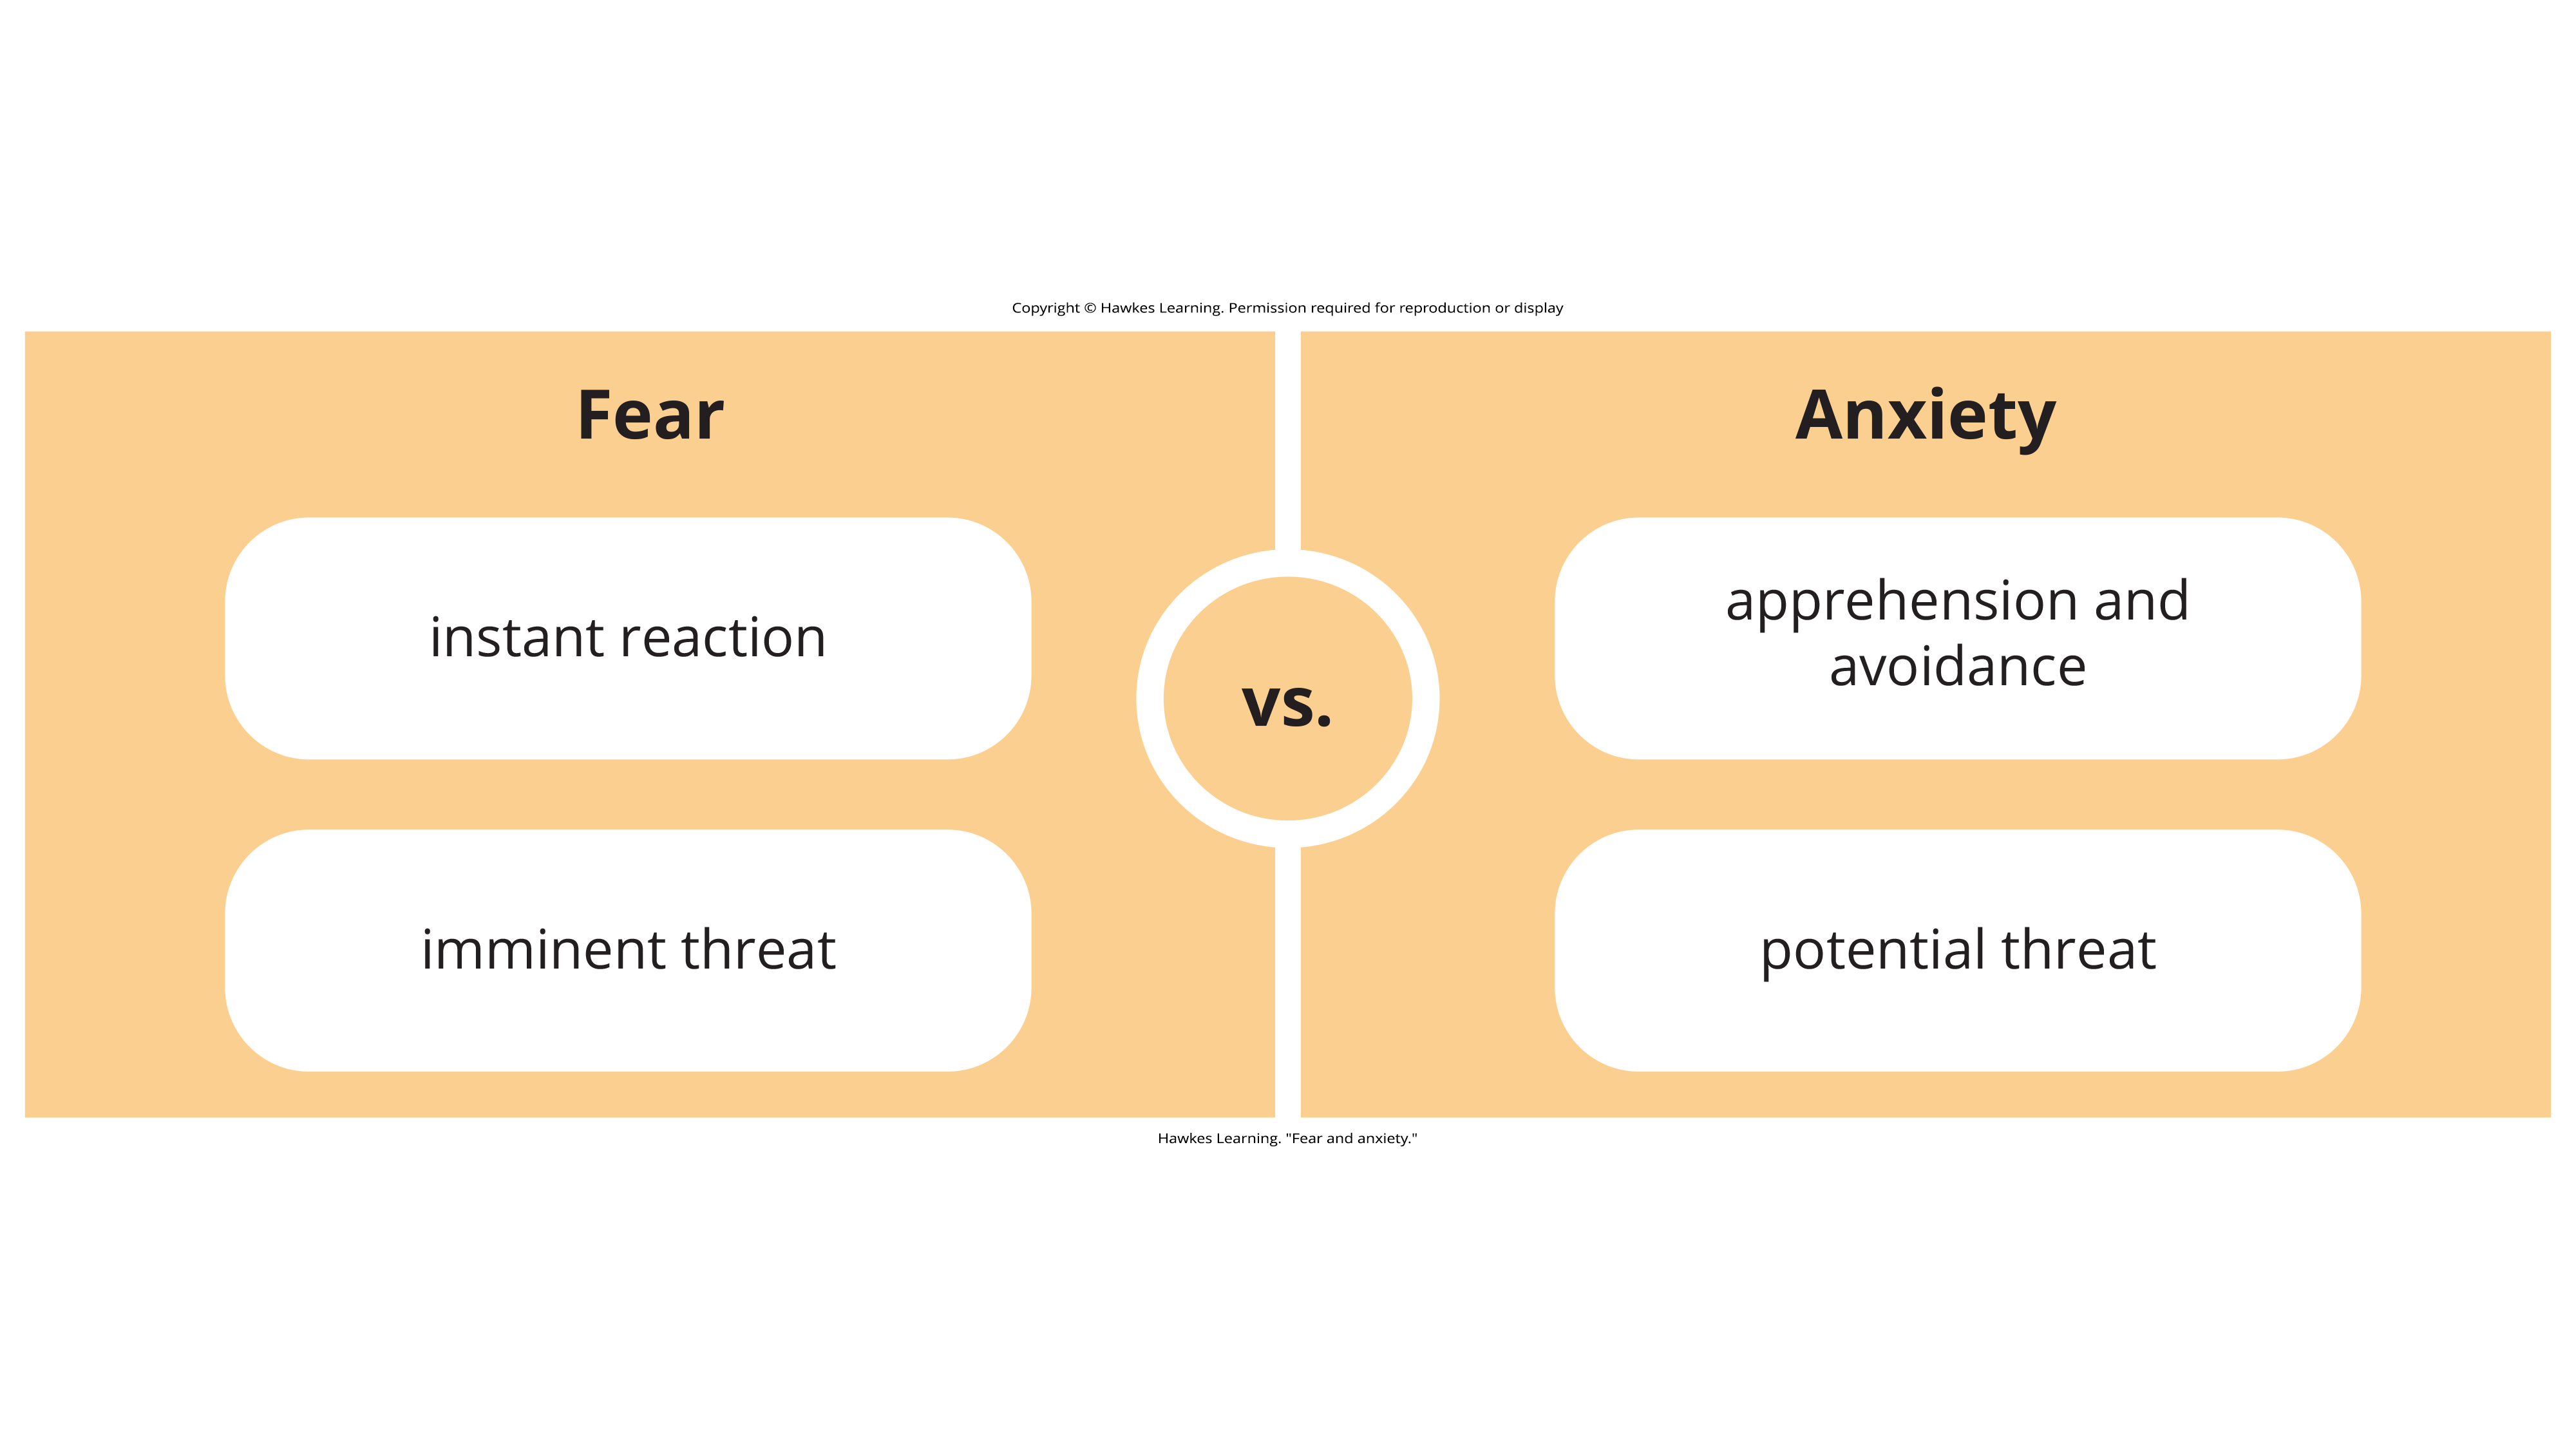 Copyright © Hawkes Learning. Permission required for reproduction or display
Fear
instant reaction
imminent threat
vs.
Anxiety
apprehension and
avoidance
potential threat
Hawkes Learning. "Fear and anxiety."